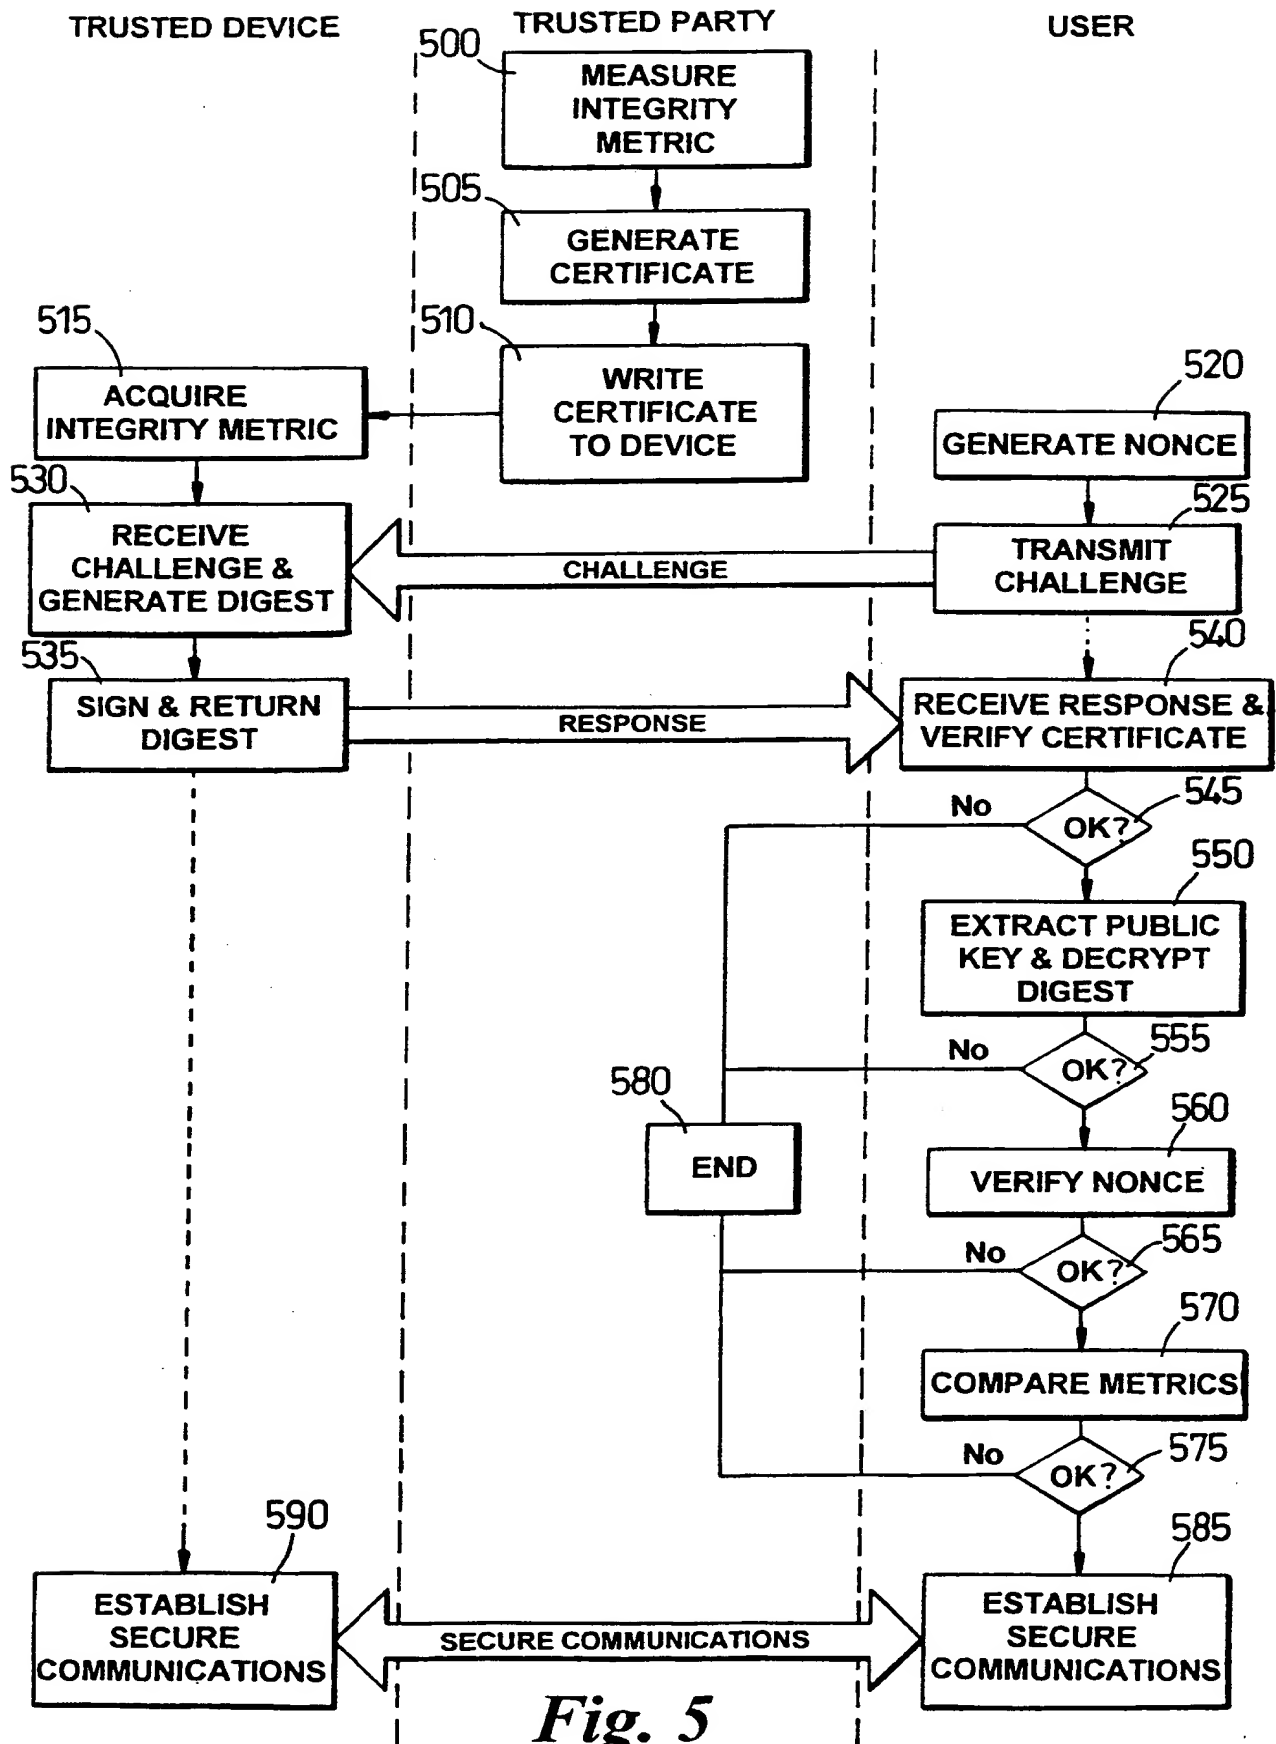 TRUSTED DEVICE
TRUSTED PARTY
USER
500
MEASURE
INTEGRITY
METRIC
505
GENERATE
CERTIFICATE
510
WRITE
CERTIFICATE
TO DEVICE
515
ACQUIRE
INTEGRITY METRIC
520
GENERATE NONCE
525
TRANSMIT
CHALLENGE
CHALLENGE
530
RECEIVE
CHALLENGE &
GENERATE DIGEST
535
SIGN & RETURN
DIGEST
RESPONSE
540
RECEIVE RESPONSE &
VERIFY CERTIFICATE
545
OK?
No
550
EXTRACT PUBLIC
KEY & DECRYPT
DIGEST
555
OK?
No
580
END
560
VERIFY NONCE
565
OK?
No
570
COMPARE METRICS
575
OK?
No
590
ESTABLISH
SECURE
COMMUNICATIONS
SECURE COMMUNICATIONS
585
ESTABLISH
SECURE
COMMUNICATIONS
Fig. 5